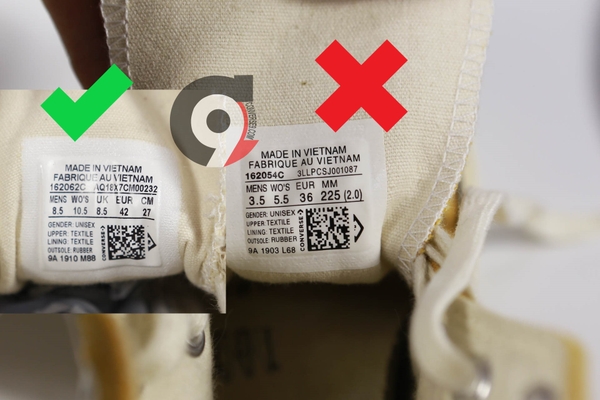 MADE IN VIETNAM
FABRIQUÉ AU VIETNAM
162062C AQ18X7CM00232
MENS WO'S UK EUR CM
8.5 10.5 8.5 42 27
GENDER: UNISEX
UPPER: TEXTILE
LINING: TEXTILE
OUTSOLE: RUBBER
9A 1910 M88
CONVERSE
MADE IN VIETNAM
FABRIQUE AU VIETNAM
162054C 3LLPCSJ001087
MENS WO'S EUR MM
3.5 5.5 36 225 (2.0)
GENDER: UNISEX
UPPER: TEXTILE
LINING: TEXTILE
OUTSOLE: RUBBER
9A 1903 L68
CONVERSE